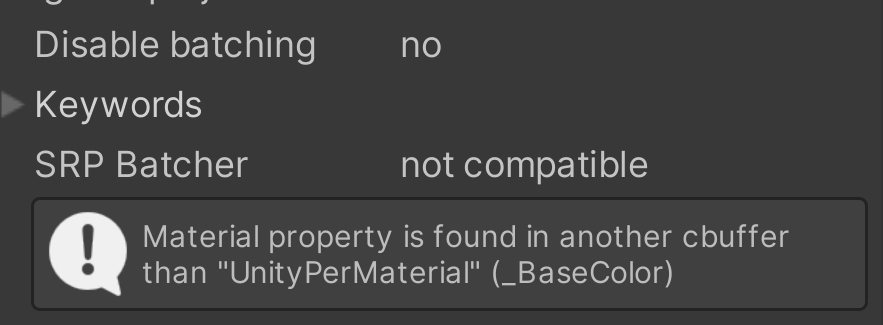 Disable batching no
Keywords
SRP Batcher not compatible
Material property is found in another cbuffer
than "UnityPerMaterial" (_BaseColor)